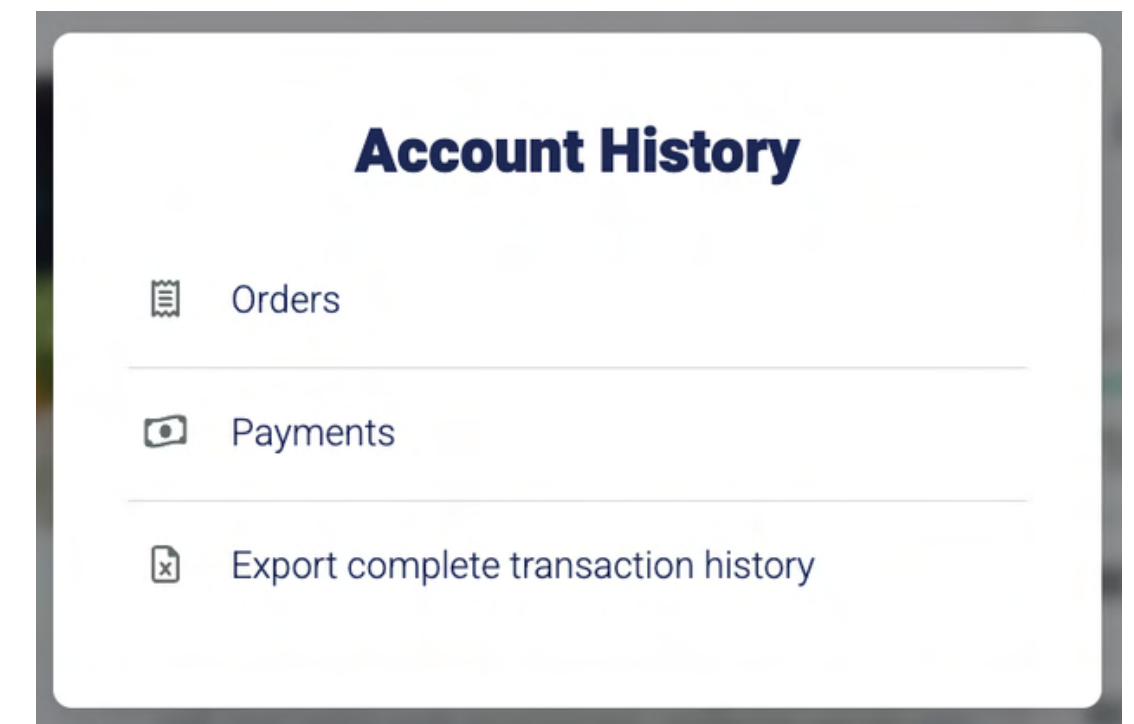 Account History
Orders
Payments
Export complete transaction history